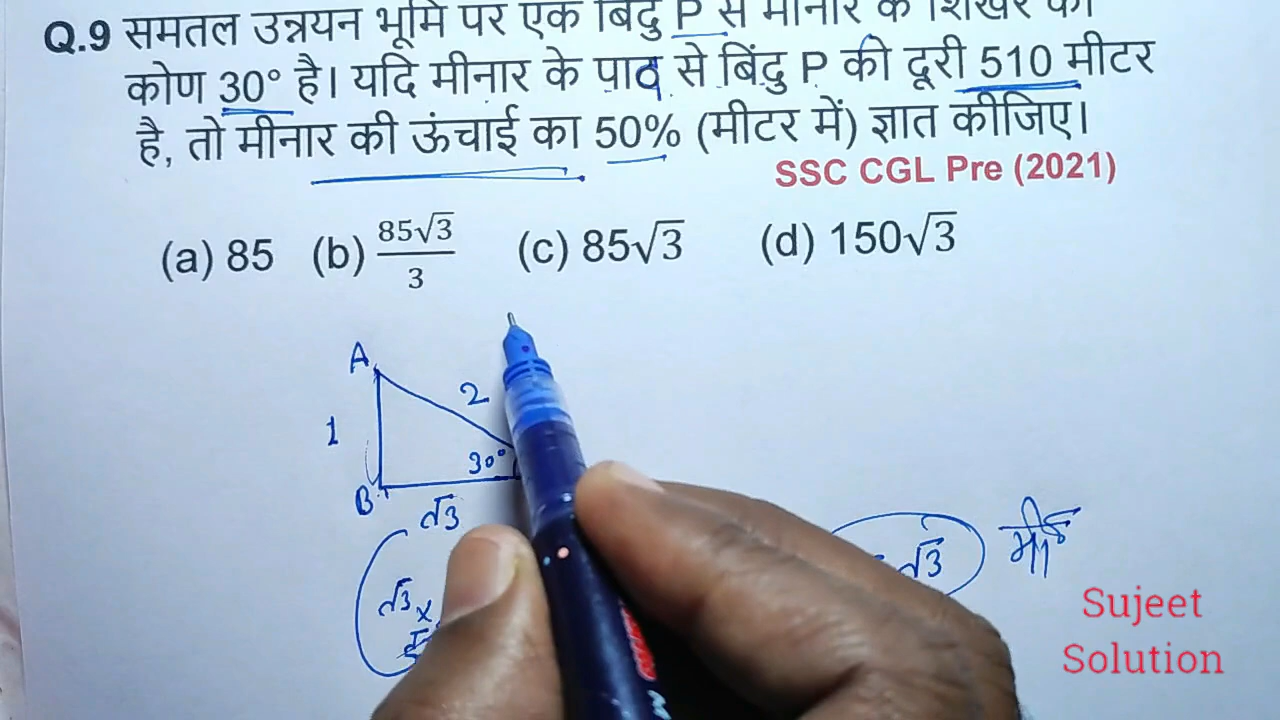 Q.9 समतल उन्नयन भूमि पर एक बिंदु P से मीनार के शिखर का
कोण 30° है। यदि मीनार के पाद से बिंदु P की दूरी 510 मीटर
है, तो मीनार की ऊंचाई का 50% (मीटर में) ज्ञात कीजिए।
SSC CGL Pre (2021)
(a) 85 (b) 85√3/3 (c) 85√3 (d) 150√3
A
2
1
30°
B
√3
√3
√3 x
Sujeet
Solution